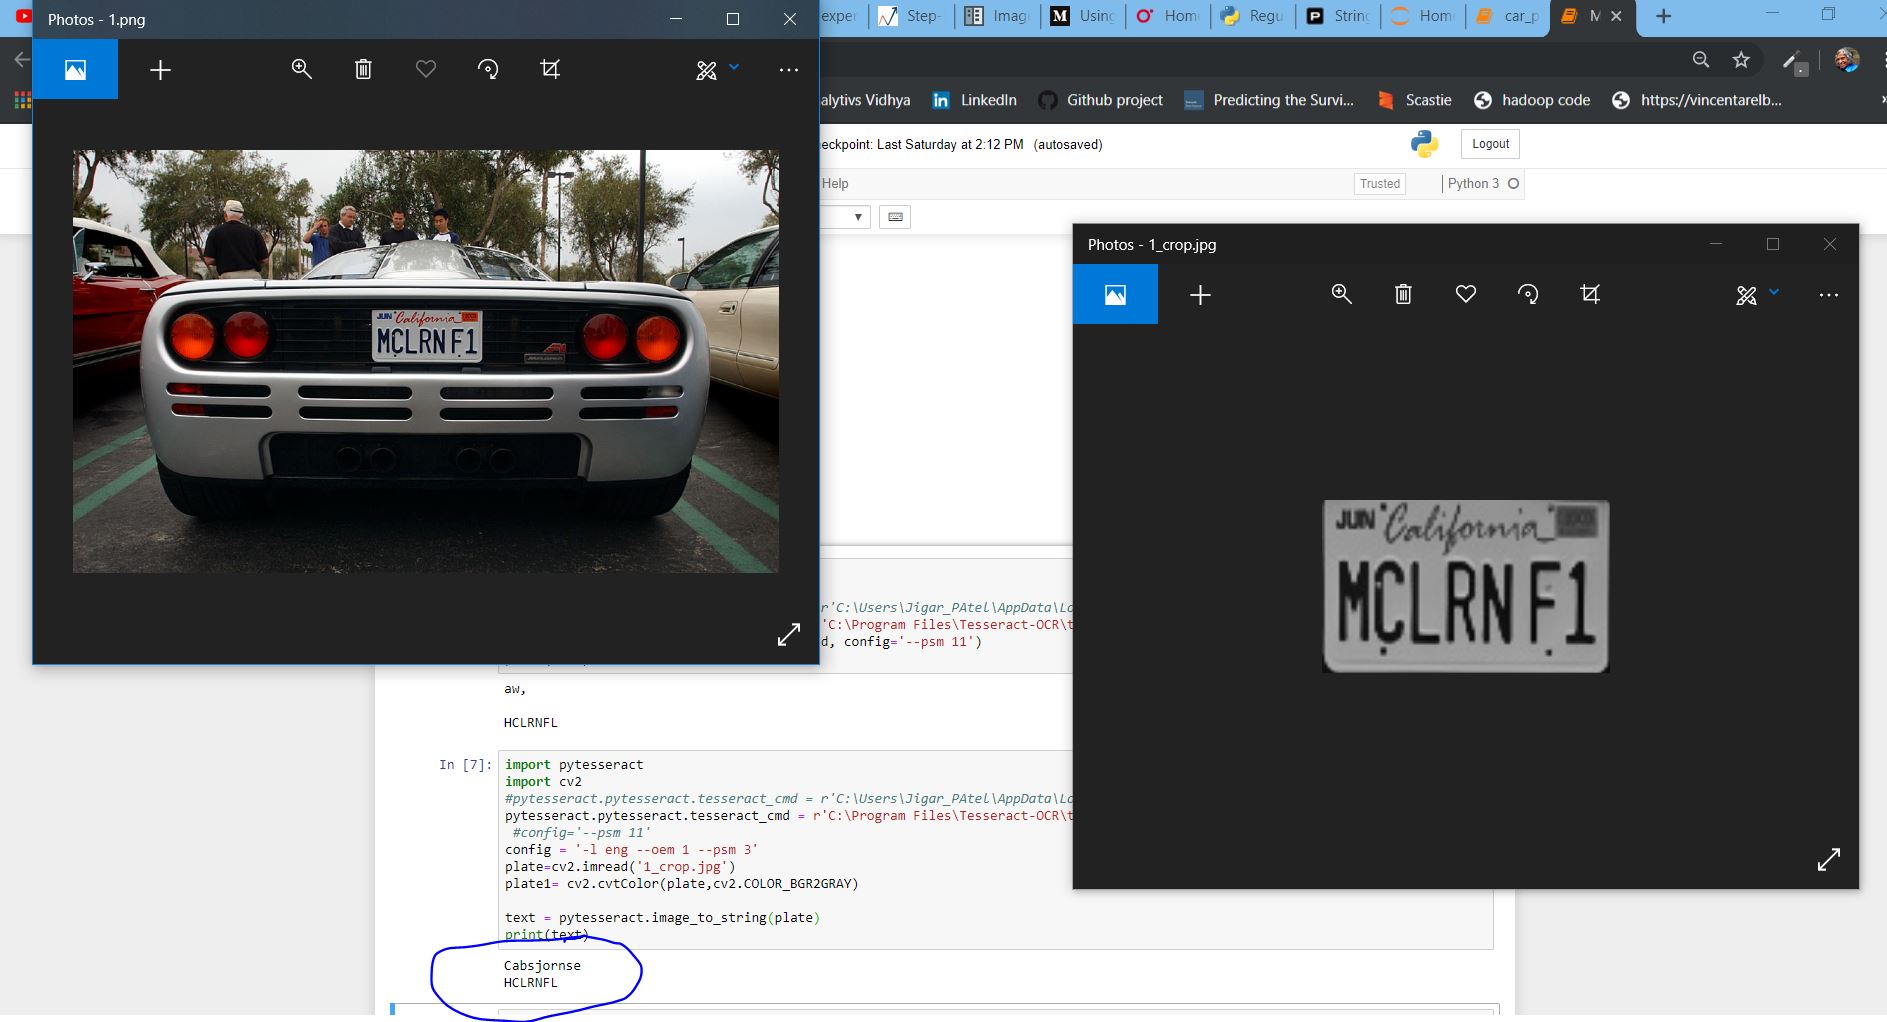 Photos - 1.png
exper
Step-
Imag
M
Using
Home
Regu
P
String
Hom
car_p
M
alytivs Vidhya
in
LinkedIn
Github project
Predicting the Survi...
Scastie
hadoop code
https://vincentarelb...
eckpoint: Last Saturday at 2:12 PM (autosaved)
Logout
Help
Trusted
Python 3
Photos - 1_crop.jpg
JUN California
MCLRN F1
JUN California
MCLRN F1
r'C:\Users\Jigar_PAtel\AppData\Lo
'C:\Program Files\Tesseract-OCR\t
d, config='--psm 11')
aw,
HCLRNFL
In [7]:
import pytesseract
import cv2
#pytesseract.pytesseract.tesseract_cmd = r'C:\Users\Jigar_PAtel\AppData\Lo
pytesseract.pytesseract.tesseract_cmd = r'C:\Program Files\Tesseract-OCR\t
#config='--psm 11'
config = '-l eng --oem 1 --psm 3'
plate=cv2.imread('1_crop.jpg')
plate1= cv2.cvtColor(plate,cv2.COLOR_BGR2GRAY)
text = pytesseract.image_to_string(plate)
print(text)
Cabsjornse
HCLRNFL